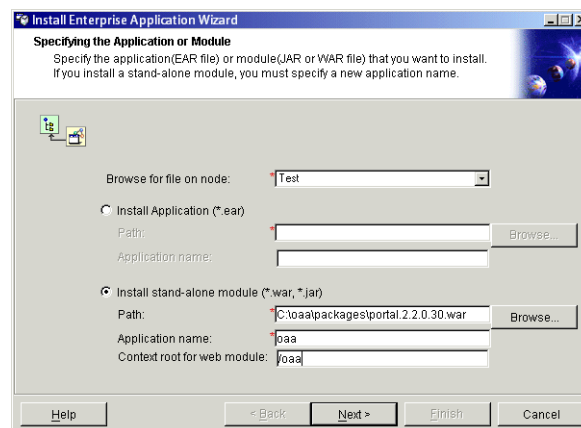 Install Enterprise Application Wizard
Specifying the Application or Module
Specify the application(EAR file) or module(JAR or WAR file) that you want to install.
If you install a stand-alone module, you must specify a new application name.
Browse for file on node: *Test
Install Application (*.ear)
Path: * Browse...
Application name:
Install stand-alone module (*.war, *.jar)
Path: *C:\oaa\packages\portal.2.2.0.30.war Browse...
Application name: *oaa
Context root for web module: /oaa
Help < Back Next > Finish Cancel